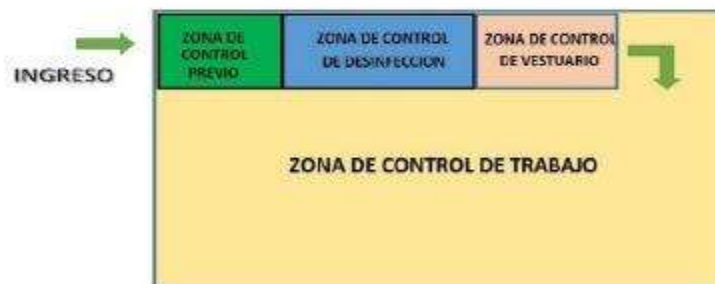 INGRESO
ZONA DE
CONTROL
PREVIO
ZONA DE CONTROL
DE DESINFECCION
ZONA DE CONTROL
DE VESTUARIO
ZONA DE CONTROL DE TRABAJO